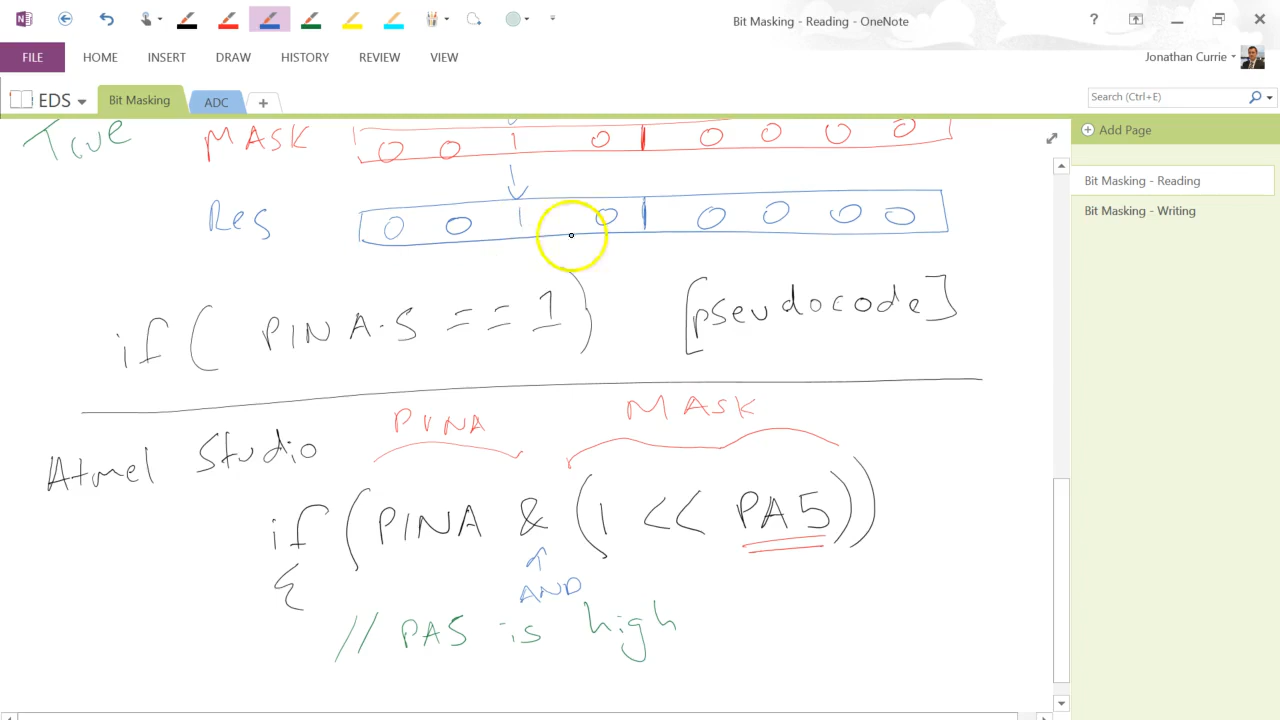 Bit Masking - Reading - OneNote
?
FILE HOME INSERT DRAW HISTORY REVIEW VIEW
Jonathan Currie
EDS Bit Masking ADC +
Search (Ctrl+E)
Add Page
Bit Masking - Reading
Bit Masking - Writing
True MASK 0 0 1 0 0 0 0 0
Res 0 0 1 0 0 0 0 0
if( PINA.5 == 1) [pseudocode]
PINA MASK
Atmel Studio
if (PINA & (1 << PA5))
{
AND
// PA5 is high